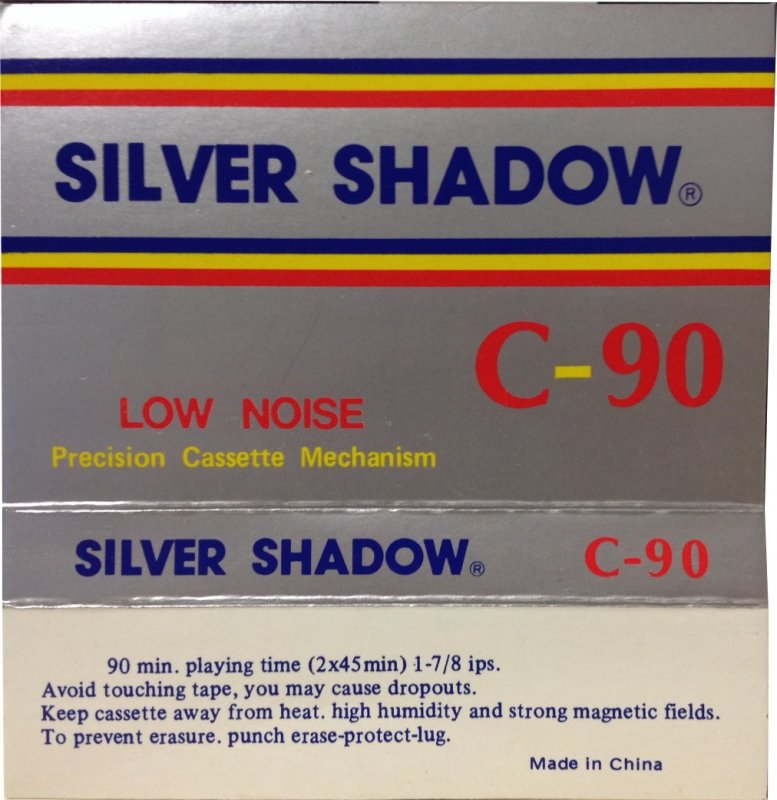 SILVER SHADOW®
C-90
LOW NOISE
Precision Cassette Mechanism
SILVER SHADOW® C-90
90 min. playing time (2x45min) 1-7/8 ips.
Avoid touching tape, you may cause dropouts.
Keep cassette away from heat. high humidity and strong magnetic fields.
To prevent erasure. punch erase-protect-lug.
Made in China